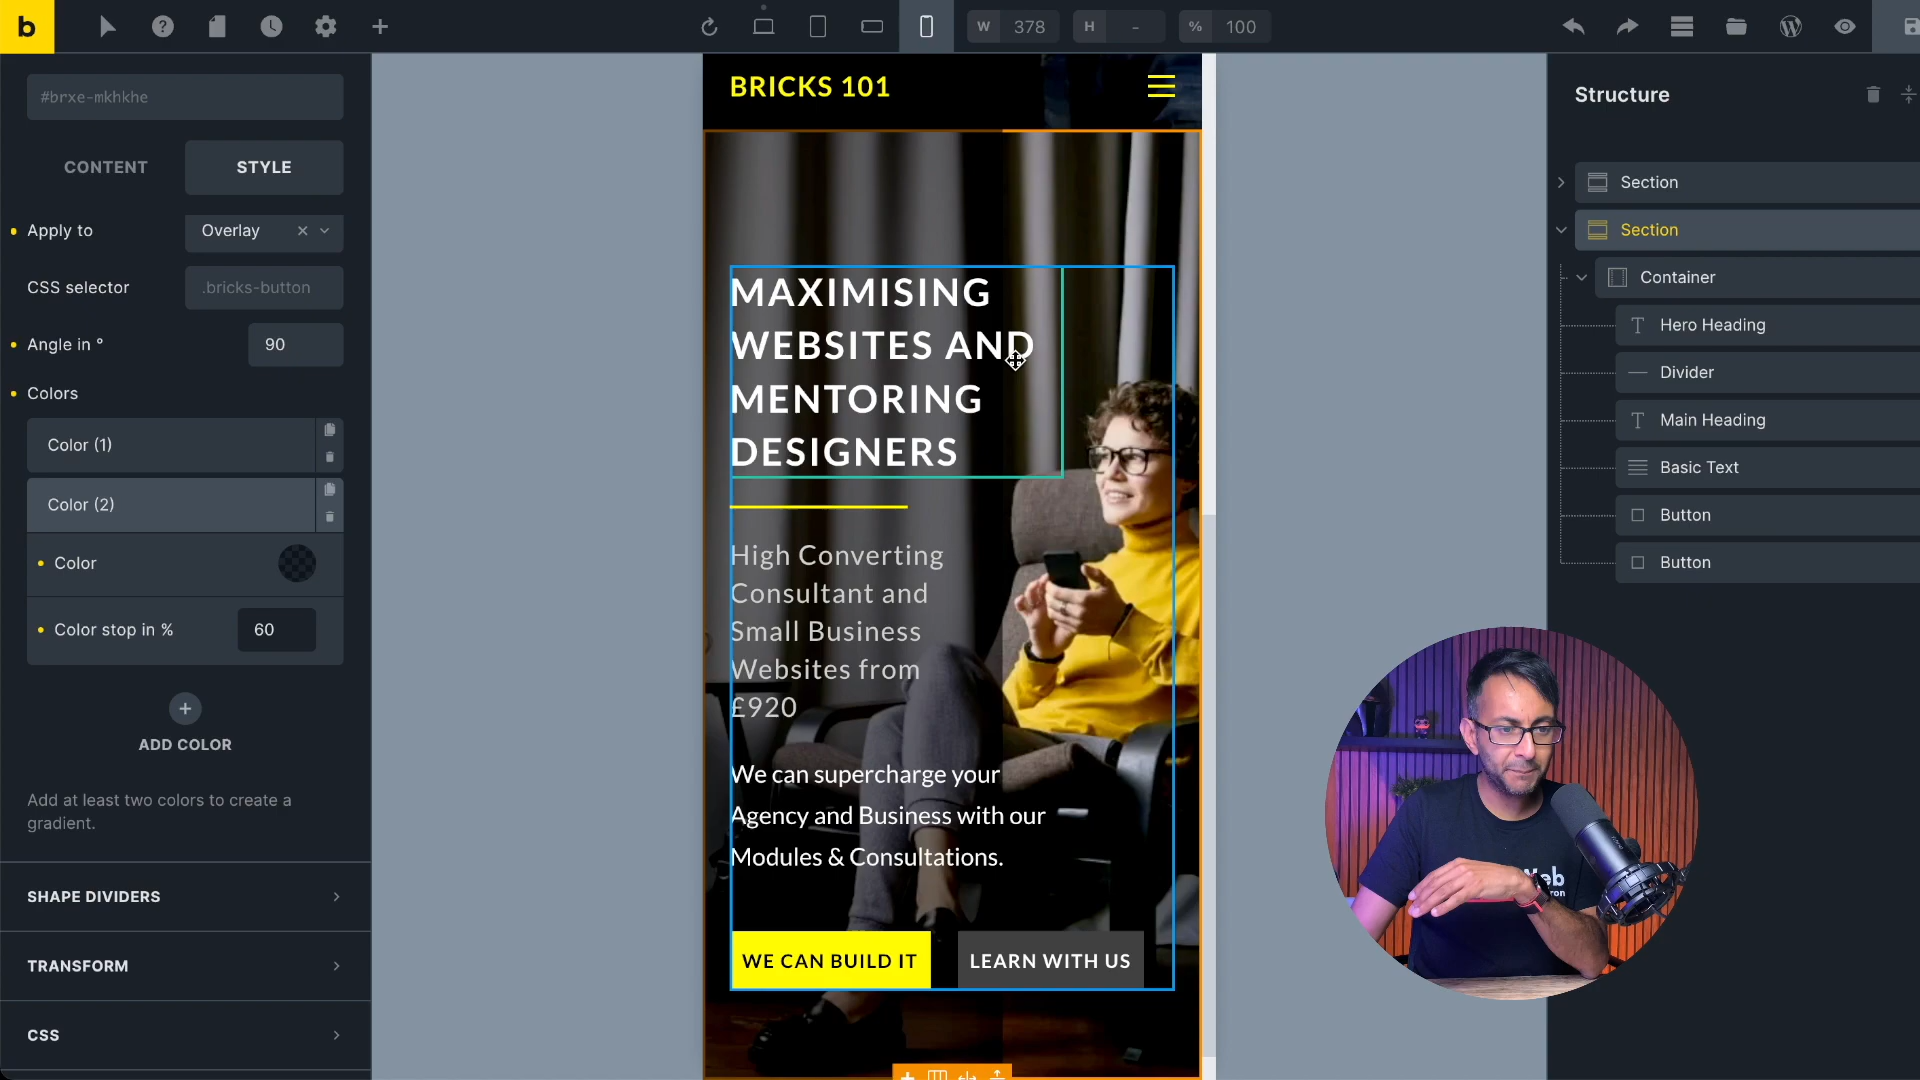 b
W 378
H -
% 100
#brxe-mkhkhe
CONTENT
STYLE
Apply to
Overlay
CSS selector
.bricks-button
Angle in °
90
Colors
Color (1)
Color (2)
Color
Color stop in %
60
ADD COLOR
Add at least two colors to create a
gradient.
SHAPE DIVIDERS
TRANSFORM
CSS
BRICKS 101
MAXIMISING
WEBSITES AND
MENTORING
DESIGNERS
High Converting
Consultant and
Small Business
Websites from
£920
We can supercharge your
Agency and Business with our
Modules & Consultations.
WE CAN BUILD IT
LEARN WITH US
Structure
Section
Section
Container
Hero Heading
Divider
Main Heading
Basic Text
Button
Button